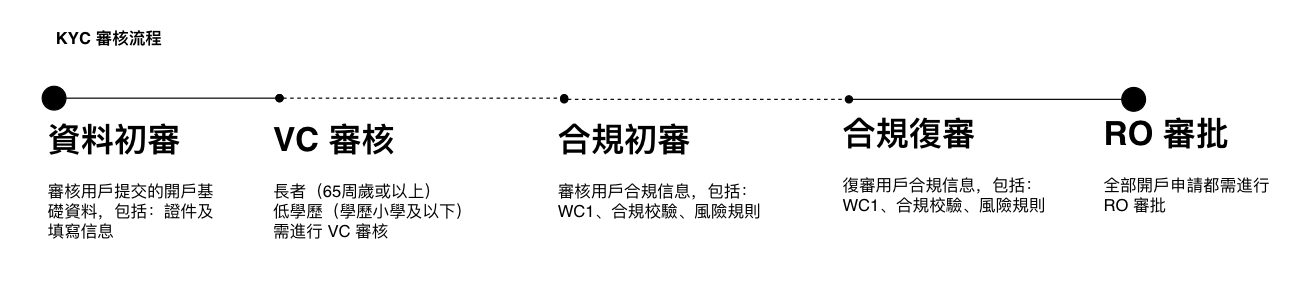 KYC 審核流程
資料初審
審核用戶提交的開戶基
礎資料，包括：證件及
填寫信息
VC 審核
長者（65周歲或以上）
低學歷（學歷小學及以下）
需進行 VC 審核
合規初審
審核用戶合規信息，包括：
WC1、合規校驗、風險規則
合規復審
復審用戶合規信息，包括：
WC1、合規校驗、風險規則
RO 審批
全部開戶申請都需進行
RO 審批